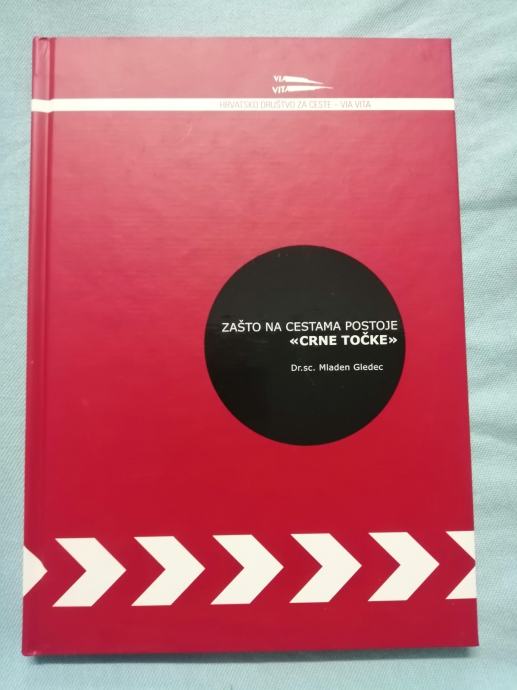 VIA
VITA
HRVATSKO DRUŠTVO ZA CESTE - VIA VITA
ZAŠTO NA CESTAMA POSTOJE
«CRNE TOČKE»
Dr.sc. Mladen Gledec